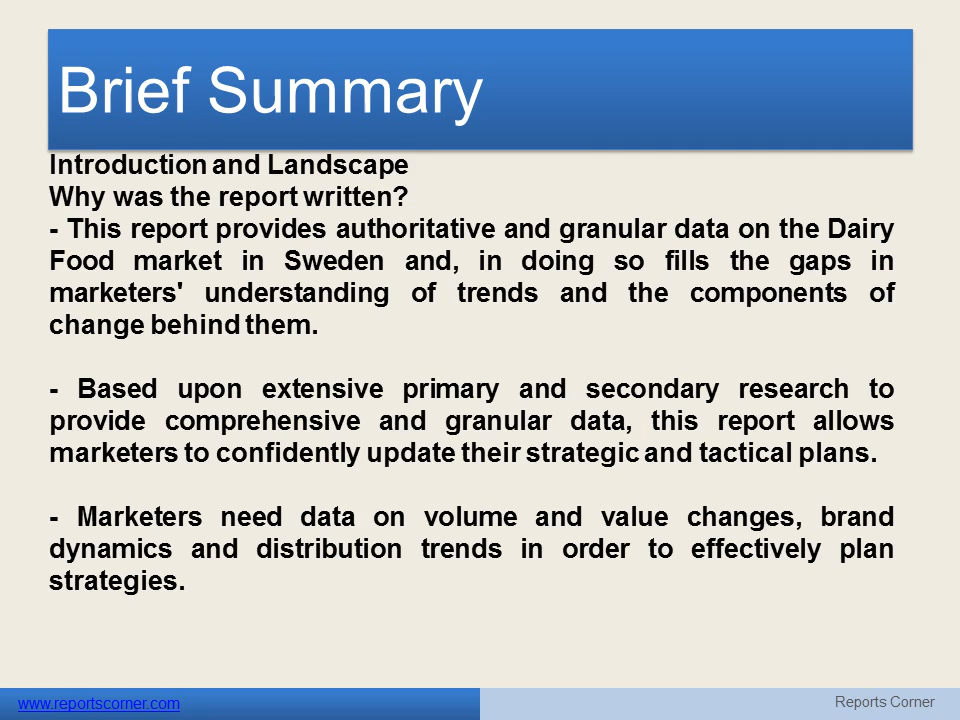 Brief Summary
Introduction and Landscape
Why was the report written?
- This report provides authoritative and granular data on the Dairy
Food market in Sweden and, in doing so fills the gaps in
marketers' understanding of trends and the components of
change behind them.
- Based upon extensive primary and secondary research to
provide comprehensive and granular data, this report allows
marketers to confidently update their strategic and tactical plans.
- Marketers need data on volume and value changes, brand
dynamics and distribution trends in order to effectively plan
strategies.
www.reportscorner.com
Reports Corner